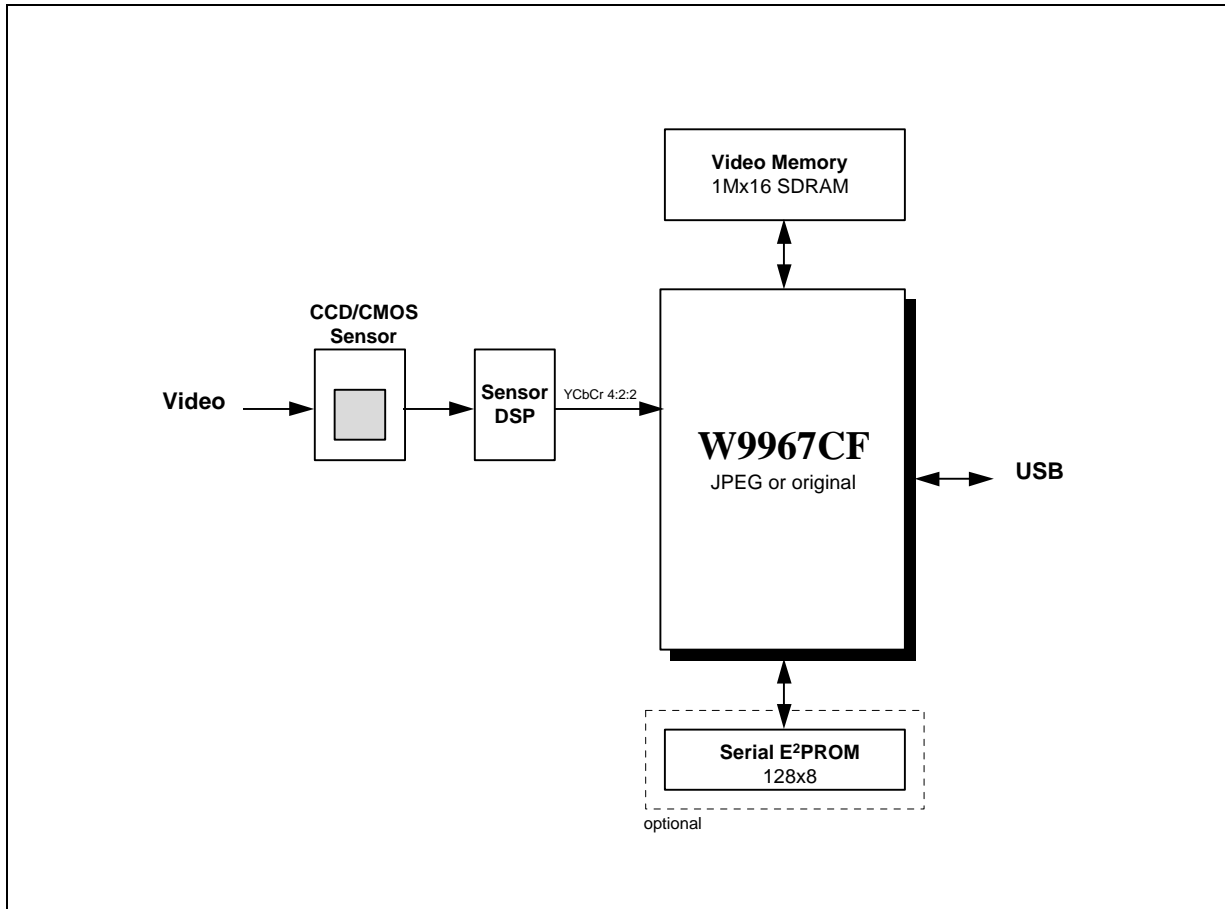 Video Memory
1Mx16 SDRAM
CCD/CMOS
Sensor
Video
Sensor
DSP
YCbCr 4:2:2
W9967CF
JPEG or original
USB
Serial E²PROM
128x8
optional